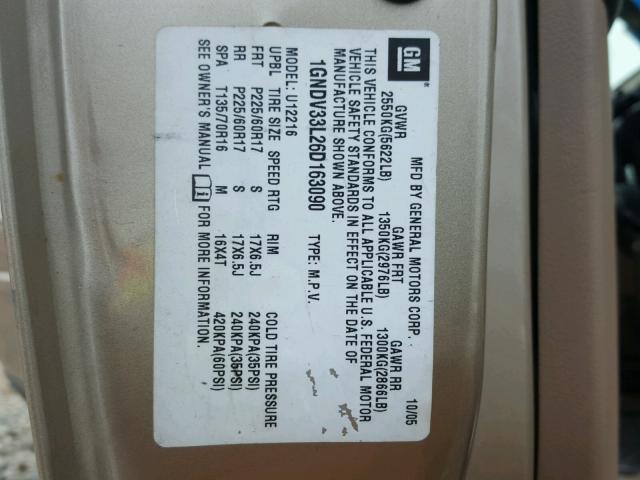 GM
MFD BY GENERAL MOTORS CORP. 10/05
GVWR GAWR FRT GAWR RR
2550KG(5622LB) 1350KG(2976LB) 1300KG(2866LB)
THIS VEHICLE CONFORMS TO ALL APPLICABLE U.S. FEDERAL MOTOR
VEHICLE SAFETY STANDARDS IN EFFECT ON THE DATE OF
MANUFACTURE SHOWN ABOVE.
1GNDV33L26D163090 TYPE: M.P.V.
MODEL: U12216
UPBL TIRE SIZE SPEED RTG RIM COLD TIRE PRESSURE
FRT P225/60R17 S 17X6.5J 240KPA(35PSI)
RR P225/60R17 S 17X6.5J 240KPA(35PSI)
SPA T135/70R16 M 16X4T 420KPA(60PSI)
SEE OWNER'S MANUAL FOR MORE INFORMATION.